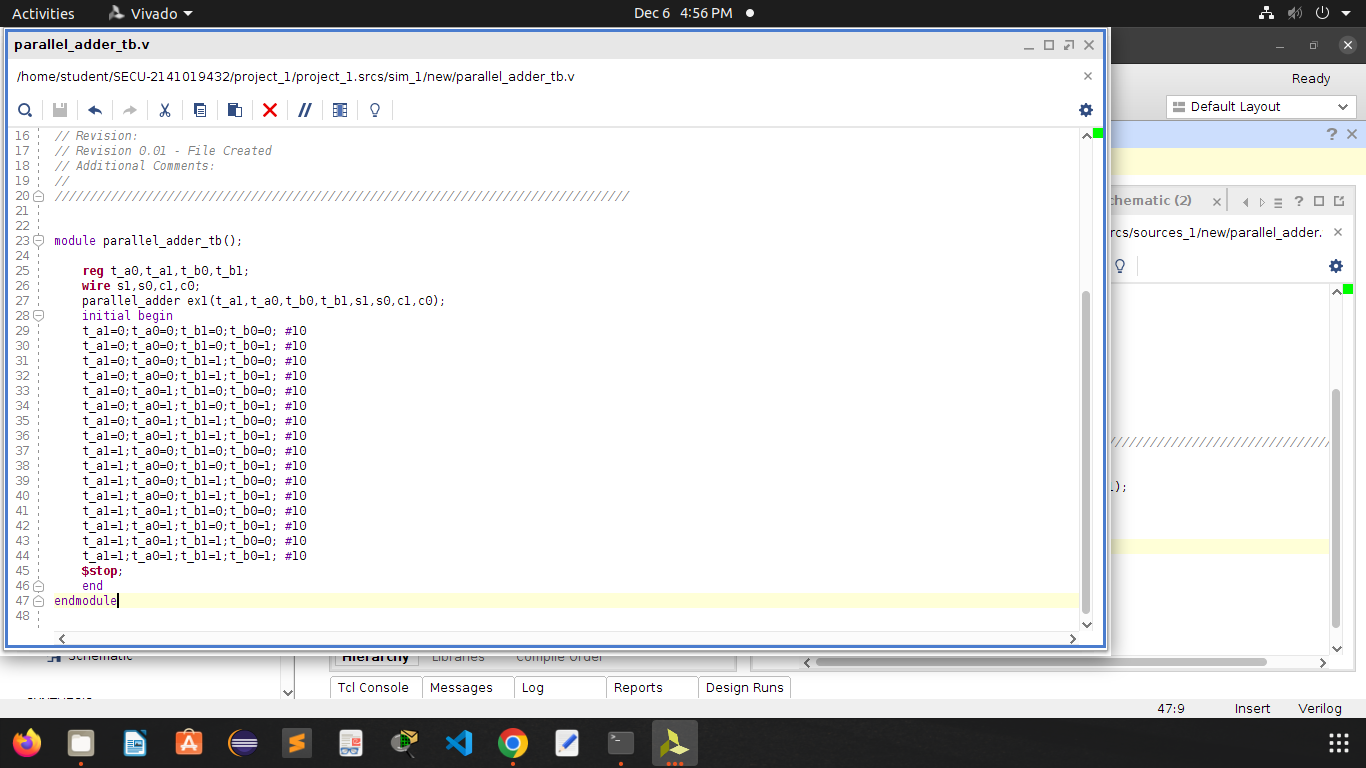 Activities Vivado Dec 6 4:56 PM
parallel_adder_tb.v
/home/student/SECU-2141019432/project_1/project_1.srcs/sim_1/new/parallel_adder_tb.v
Ready
Default Layout
16 // Revision:
17 // Revision 0.01 - File Created
18 // Additional Comments:
19 //
20 //////////////////////////////////////////////////////////////////////////////////
21
22
23 module parallel_adder_tb();
24
25 reg t_a0,t_a1,t_b0,t_b1;
26 wire s1,s0,c1,c0;
27 parallel_adder ex1(t_a1,t_a0,t_b0,t_b1,s1,s0,c1,c0);
28 initial begin
29 t_a1=0;t_a0=0;t_b1=0;t_b0=0; #10
30 t_a1=0;t_a0=0;t_b1=0;t_b0=1; #10
31 t_a1=0;t_a0=0;t_b1=1;t_b0=0; #10
32 t_a1=0;t_a0=0;t_b1=1;t_b0=1; #10
33 t_a1=0;t_a0=1;t_b1=0;t_b0=0; #10
34 t_a1=0;t_a0=1;t_b1=0;t_b0=1; #10
35 t_a1=0;t_a0=1;t_b1=1;t_b0=0; #10
36 t_a1=0;t_a0=1;t_b1=1;t_b0=1; #10
37 t_a1=1;t_a0=0;t_b1=0;t_b0=0; #10
38 t_a1=1;t_a0=0;t_b1=0;t_b0=1; #10
39 t_a1=1;t_a0=0;t_b1=1;t_b0=0; #10
40 t_a1=1;t_a0=0;t_b1=1;t_b0=1; #10
41 t_a1=1;t_a0=1;t_b1=0;t_b0=0; #10
42 t_a1=1;t_a0=1;t_b1=0;t_b0=1; #10
43 t_a1=1;t_a0=1;t_b1=1;t_b0=0; #10
44 t_a1=1;t_a0=1;t_b1=1;t_b0=1; #10
45 $stop;
46 end
47 endmodule
48
hematic (2)
rcs/sources_1/new/parallel_adder.
///////////////////////////////
);
Schematic
Hierarchy Libraries Compile Order
Tcl Console Messages Log Reports Design Runs
47:9 Insert Verilog